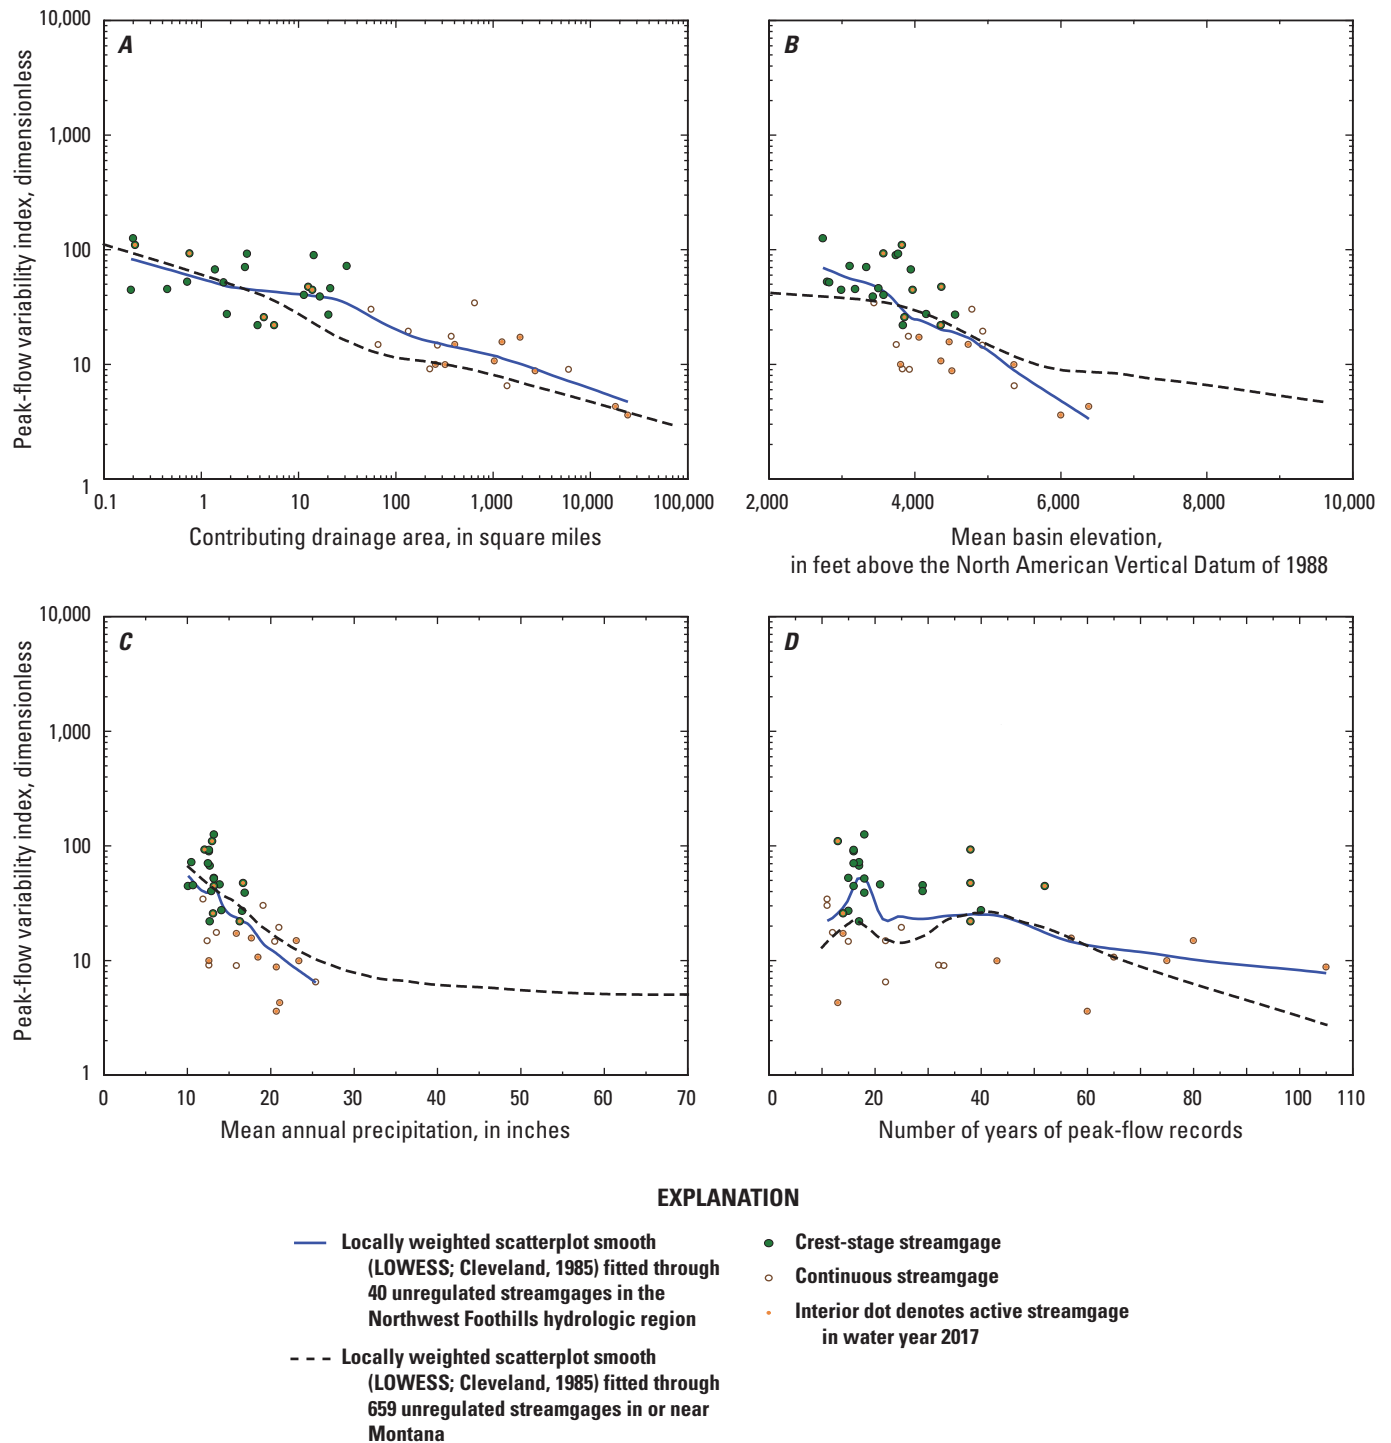 10,000
1,000
100
10
1
Peak-flow variability index, dimensionless
A
0.1
1
10
100
1,000
10,000
100,000
Contributing drainage area, in square miles
B
2,000
4,000
6,000
8,000
10,000
Mean basin elevation,
in feet above the North American Vertical Datum of 1988
10,000
1,000
100
10
1
Peak-flow variability index, dimensionless
C
0
10
20
30
40
50
60
70
Mean annual precipitation, in inches
D
0
20
40
60
80
100
110
Number of years of peak-flow records
EXPLANATION
Locally weighted scatterplot smooth
(LOWESS; Cleveland, 1985) fitted through
40 unregulated streamgages in the
Northwest Foothills hydrologic region
Locally weighted scatterplot smooth
(LOWESS; Cleveland, 1985) fitted through
659 unregulated streamgages in or near
Montana
Crest-stage streamgage
Continuous streamgage
Interior dot denotes active streamgage
in water year 2017